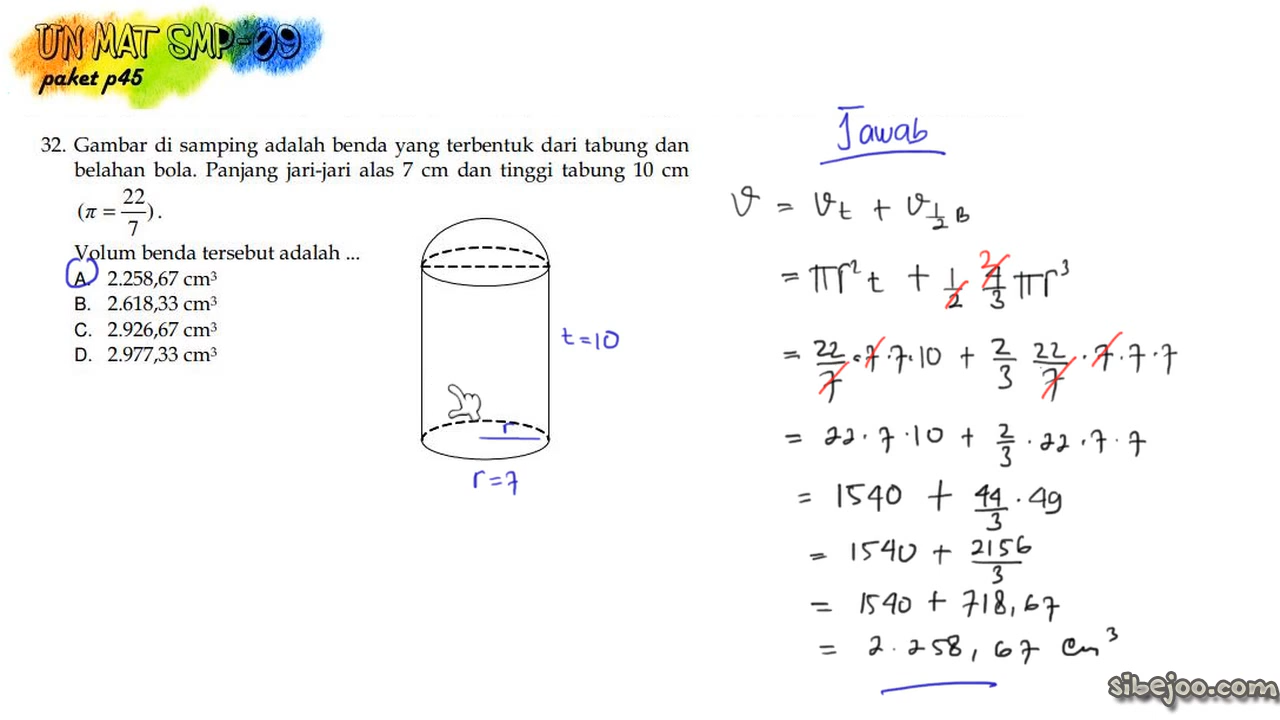 UN MAT SMP-09
paket p45
32. Gambar di samping adalah benda yang terbentuk dari tabung dan
belahan bola. Panjang jari-jari alas 7 cm dan tinggi tabung 10 cm
(π = 22/7).
Volum benda tersebut adalah ...
A. 2.258,67 cm³
B. 2.618,33 cm³
C. 2.926,67 cm³
D. 2.977,33 cm³
t = 10
r
r = 7
Jawab
V = Vt + V½B
= πr²t + 1/2 4/3 πr³
2
= 22/7 · 7 · 7 · 10 + 2/3 22/7 · 7 · 7 · 7
= 22 · 7 · 10 + 2/3 · 22 · 7 · 7
= 1540 + 44/3 · 49
= 1540 + 2156/3
= 1540 + 718,67
= 2.258,67 cm³
sibejoo.com